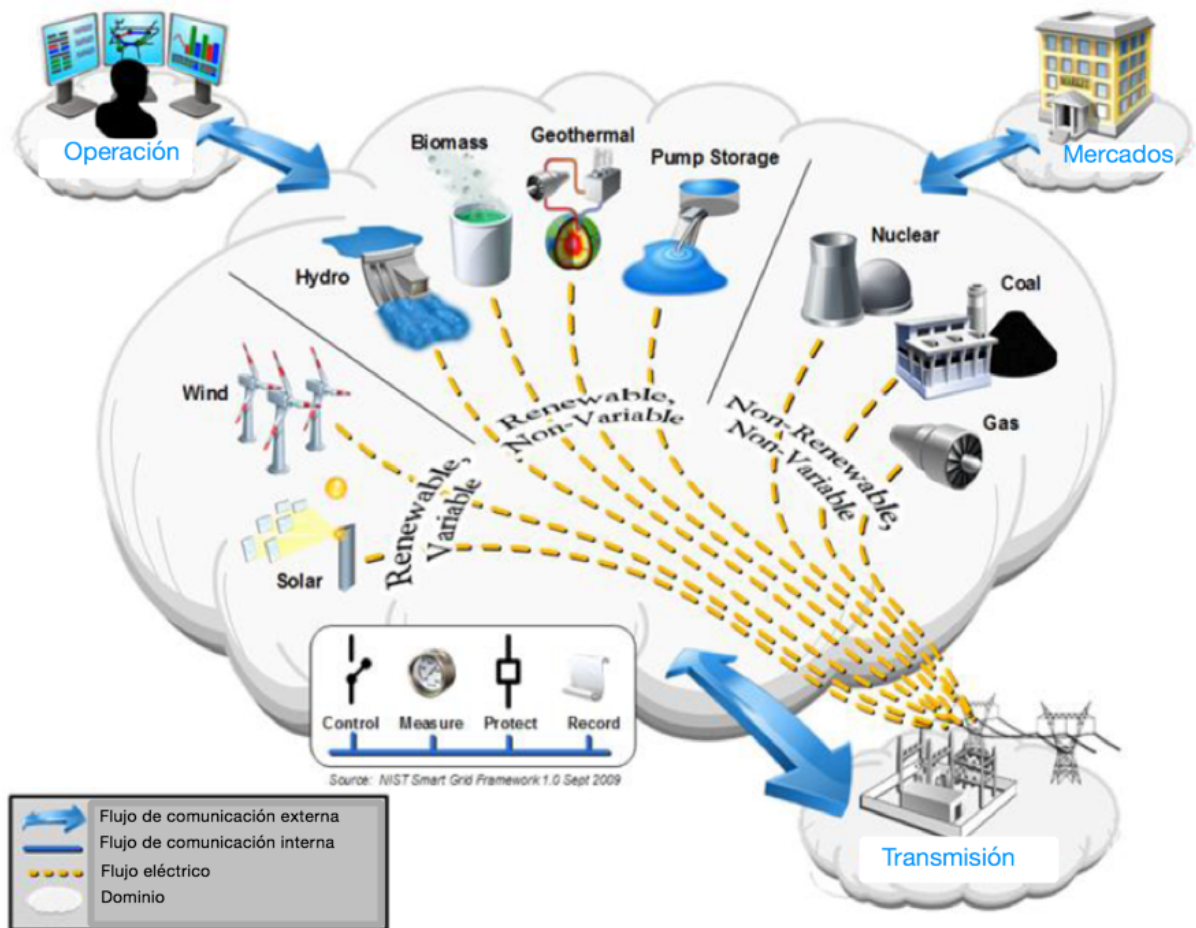 Operación
MARKET
Mercados
Biomass
Geothermal
Pump Storage
Hydro
Nuclear
Coal
Wind
Gas
Renewable,
Non-Variable
Non-Renewable,
Non-Variable
Renewable,
Variable
Solar
Control Measure Protect Record
Source: NIST Smart Grid Framework 1.0 Sept 2009
Flujo de comunicación externa
Flujo de comunicación interna
Flujo eléctrico
Dominio
Transmisión